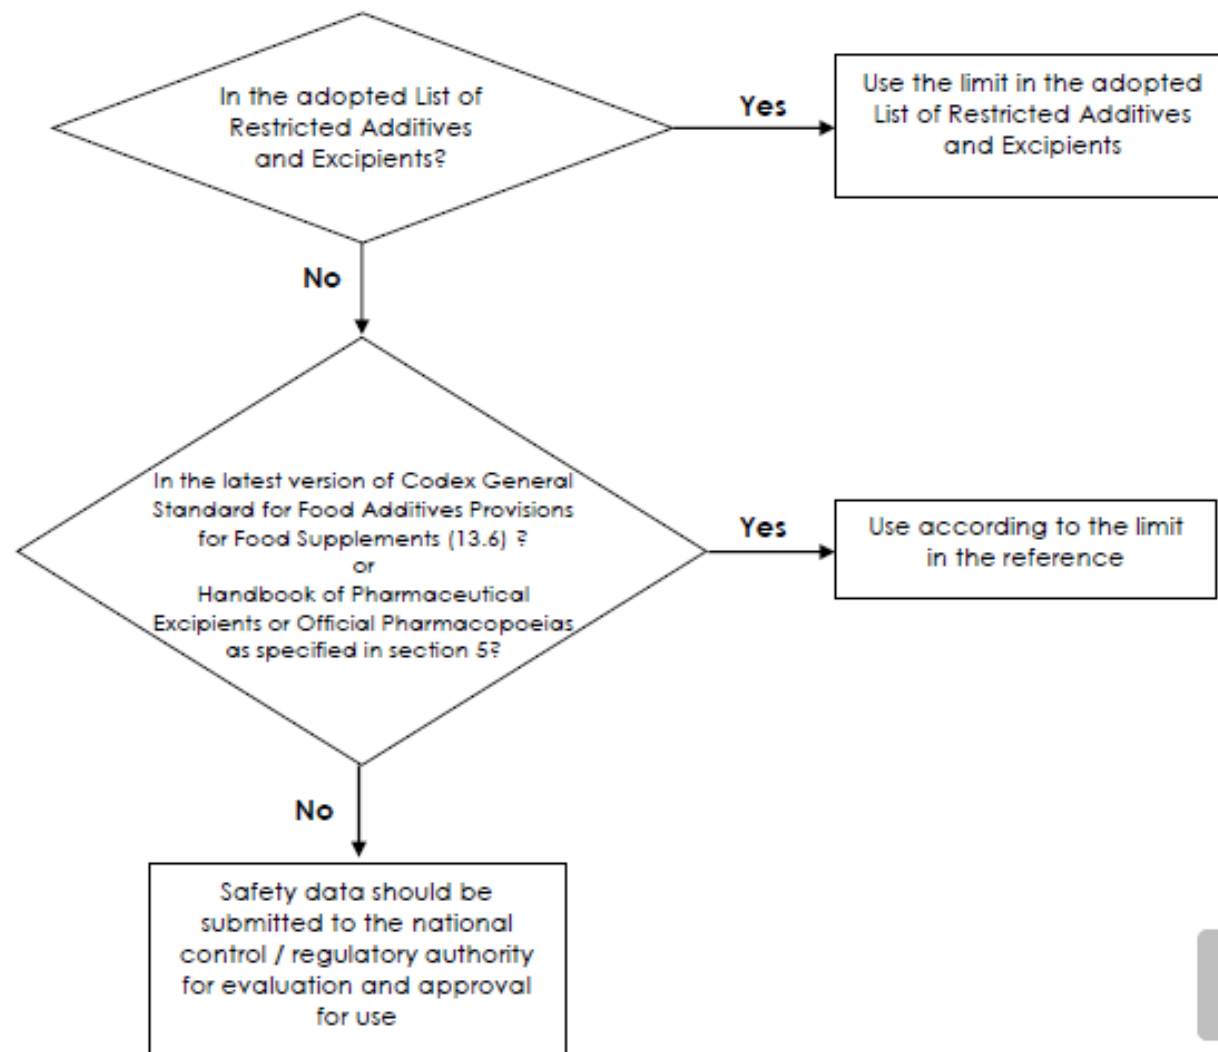 In the adopted List of
Restricted Additives
and Excipients?
Yes
Use the limit in the adopted
List of Restricted Additives
and Excipients
No
In the latest version of Codex General
Standard for Food Additives Provisions
for Food Supplements (13.6) ?
or
Handbook of Pharmaceutical
Excipients or Official Pharmacopoeias
as specified in section 5?
Yes
Use according to the limit
in the reference
No
Safety data should be
submitted to the national
control / regulatory authority
for evaluation and approval
for use